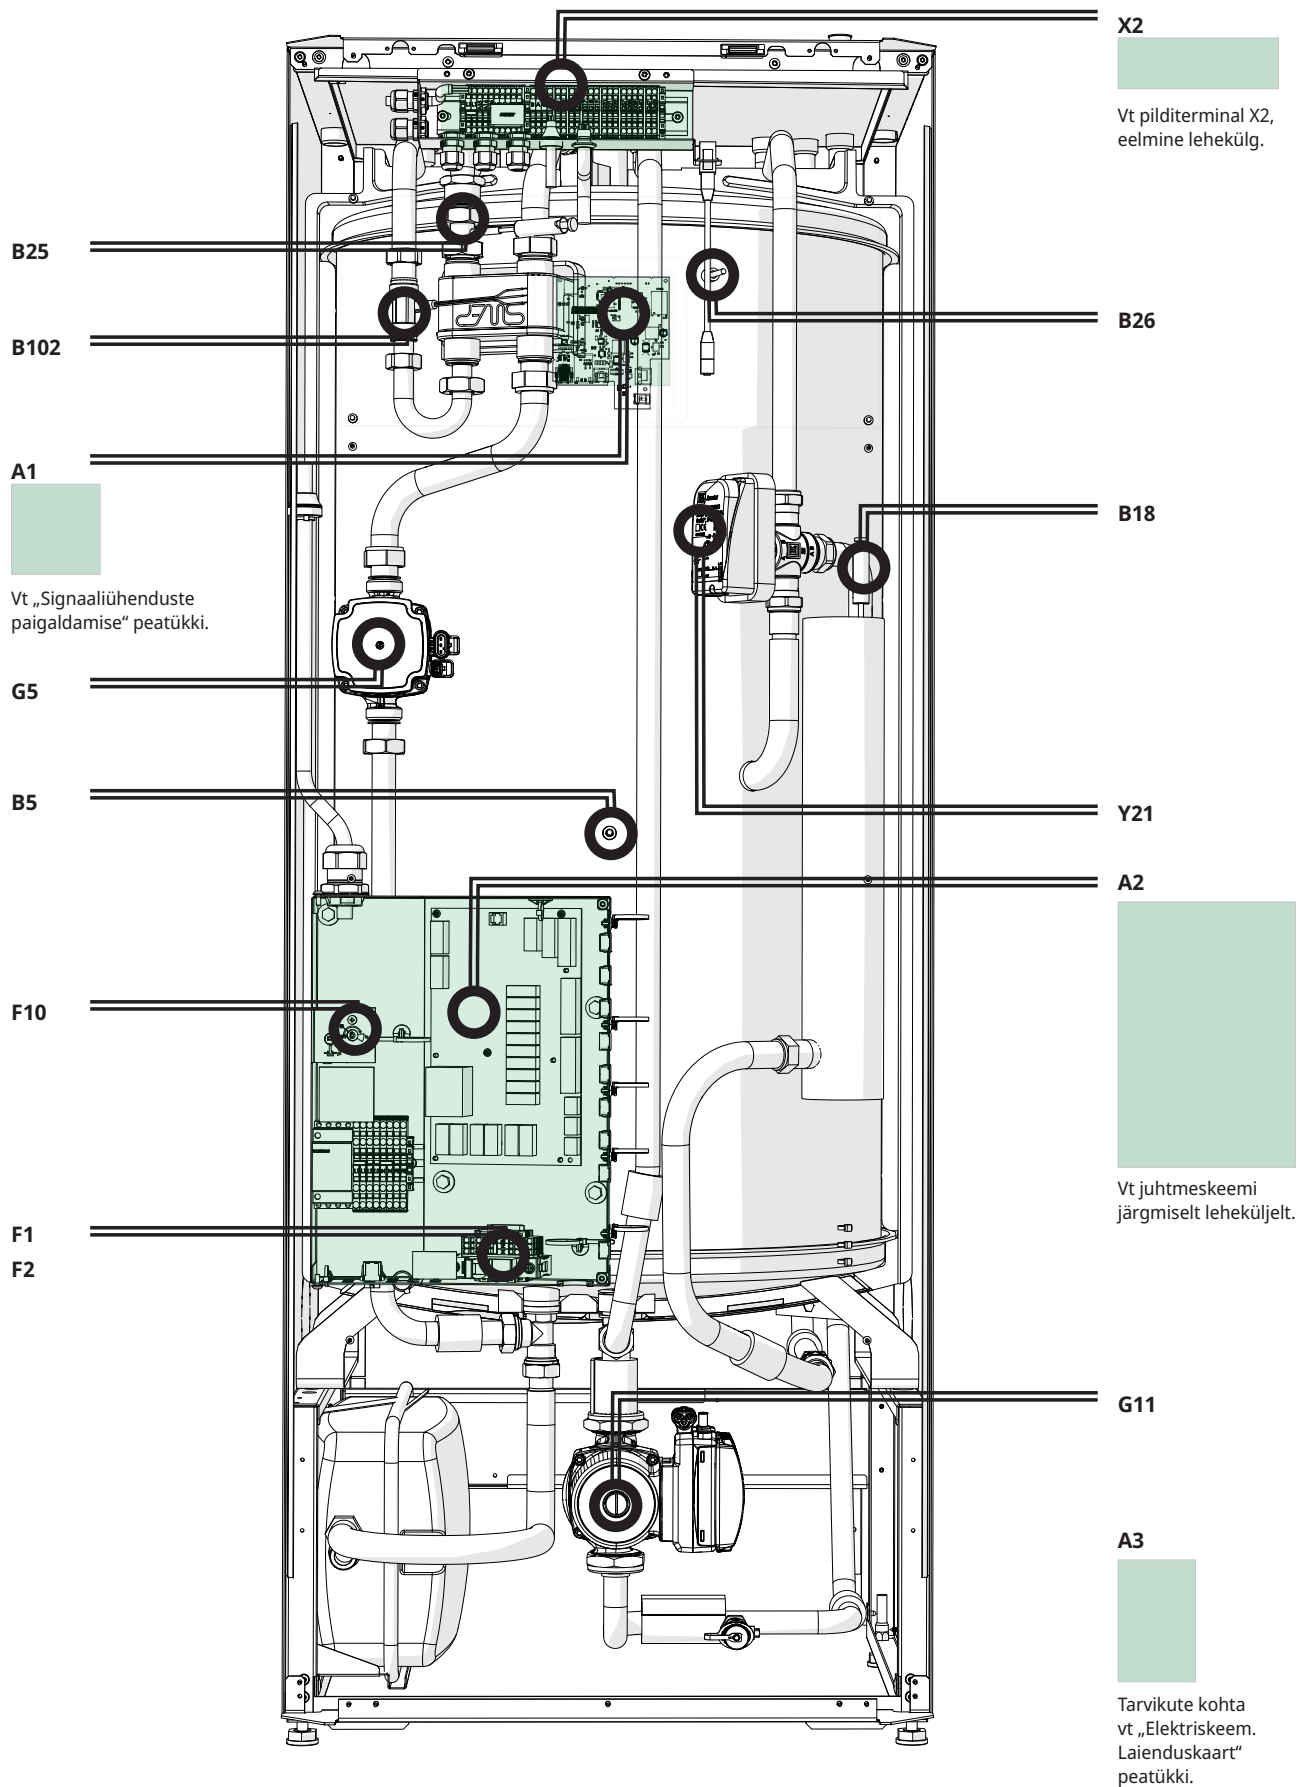 X2
Vt pilditerminal X2,
eelmine lehekülg.
B25
B26
B102
A1
Vt „Signaaliühenduste
paigaldamise“ peatükki.
B18
G5
B5
Y21
A2
Vt juhtmeskeemi
järgmiselt leheküljelt.
F10
F1
F2
G11
A3
Tarvikute kohta
vt „Elektriskeem.
Laienduskaart“
peatükki.